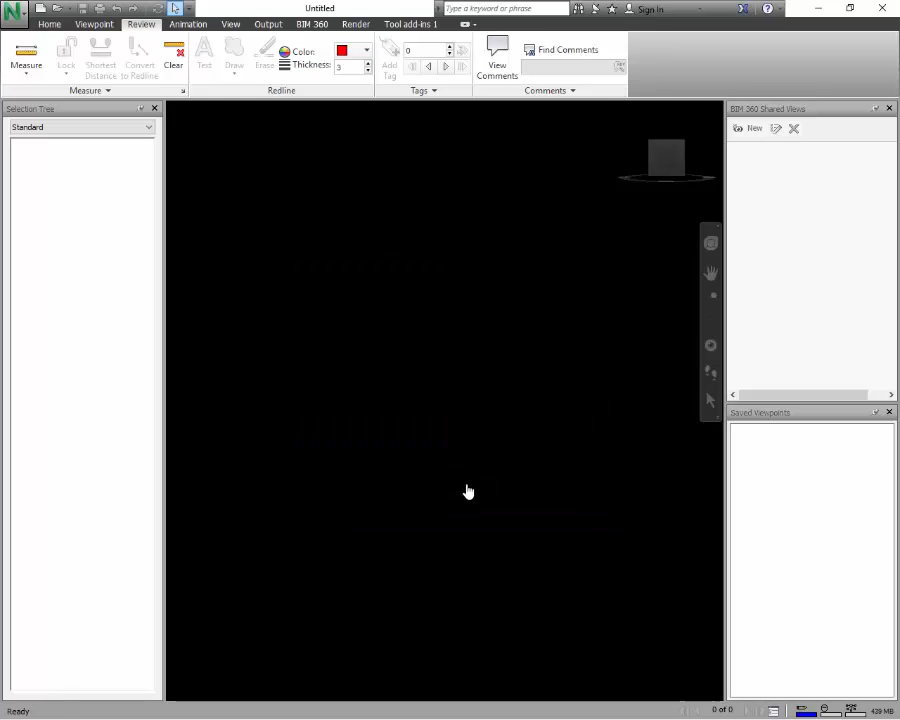 Untitled
Type a keyword or phrase
Sign In
Home
Viewpoint
Review
Animation
View
Output
BIM 360
Render
Tool add-ins 1
Measure
Lock
Shortest
Distance
Convert
to Redline
Clear
Text
Draw
Erase
Color:
Thickness:
3
Add
Tag
0
View
Comments
Find Comments
Measure
Redline
Tags
Comments
Selection Tree
BIM 360 Shared Views
Standard
New
Saved Viewpoints
Ready
0 of 0
439 MB